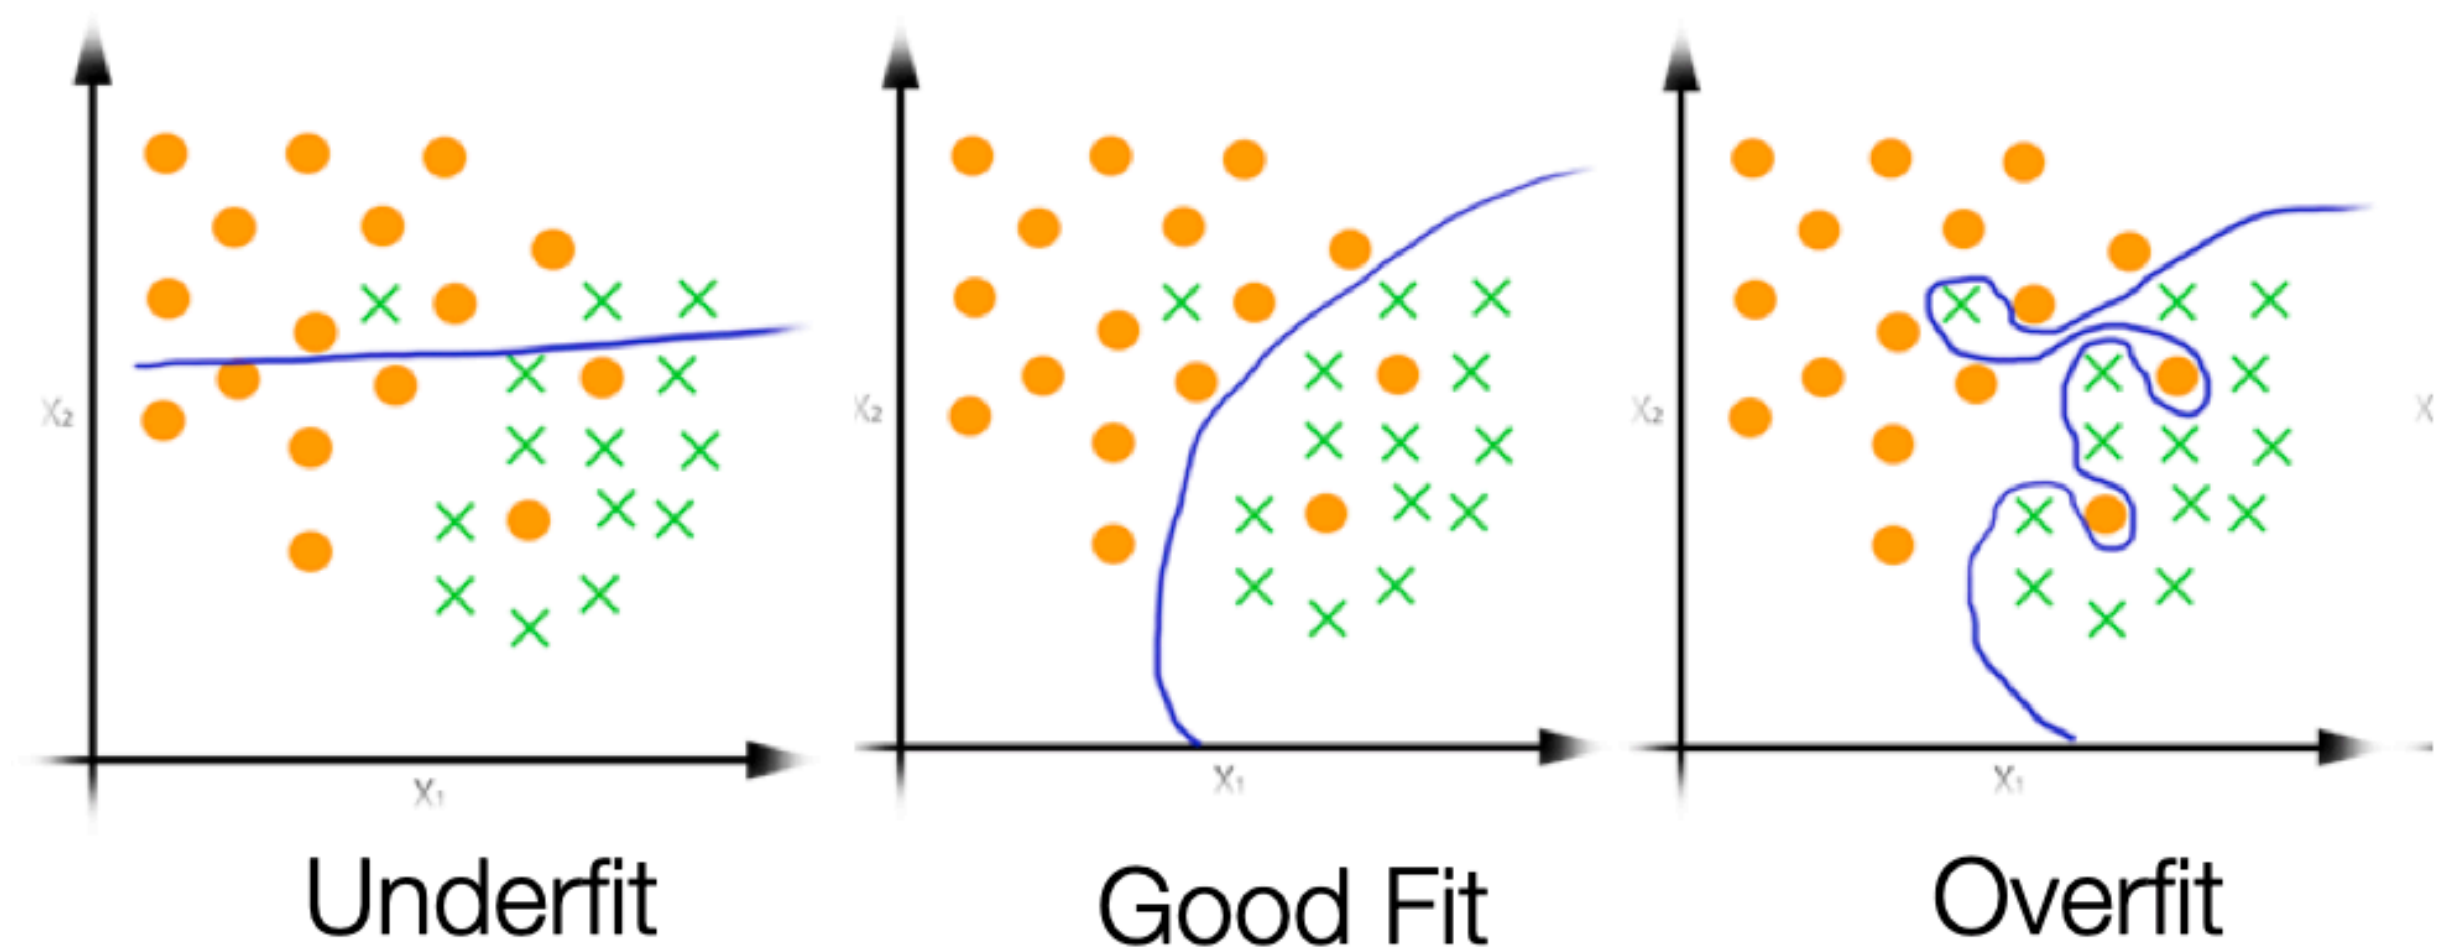 X₂
X₁
Underfit
X₂
X₁
Good Fit
X₂
X₁
Overfit
X